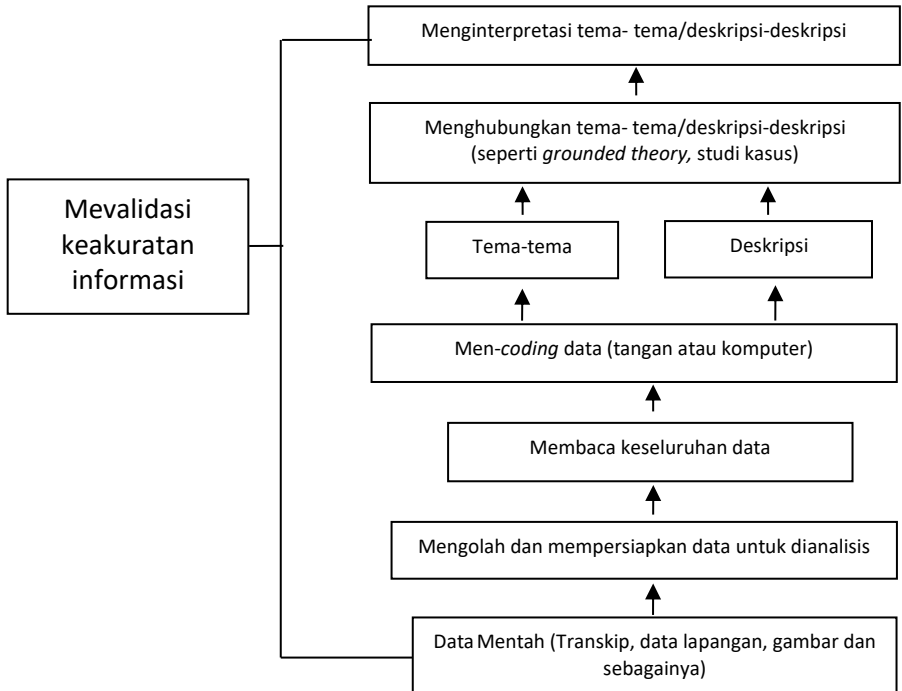 Menginterpretasi tema- tema/deskripsi-deskripsi
Menghubungkan tema- tema/deskripsi-deskripsi
(seperti grounded theory, studi kasus)
Mevalidasi
keakuratan
informasi
Tema-tema
Deskripsi
Men-coding data (tangan atau komputer)
Membaca keseluruhan data
Mengolah dan mempersiapkan data untuk dianalisis
Data Mentah (Transkip, data lapangan, gambar dan
sebagainya)